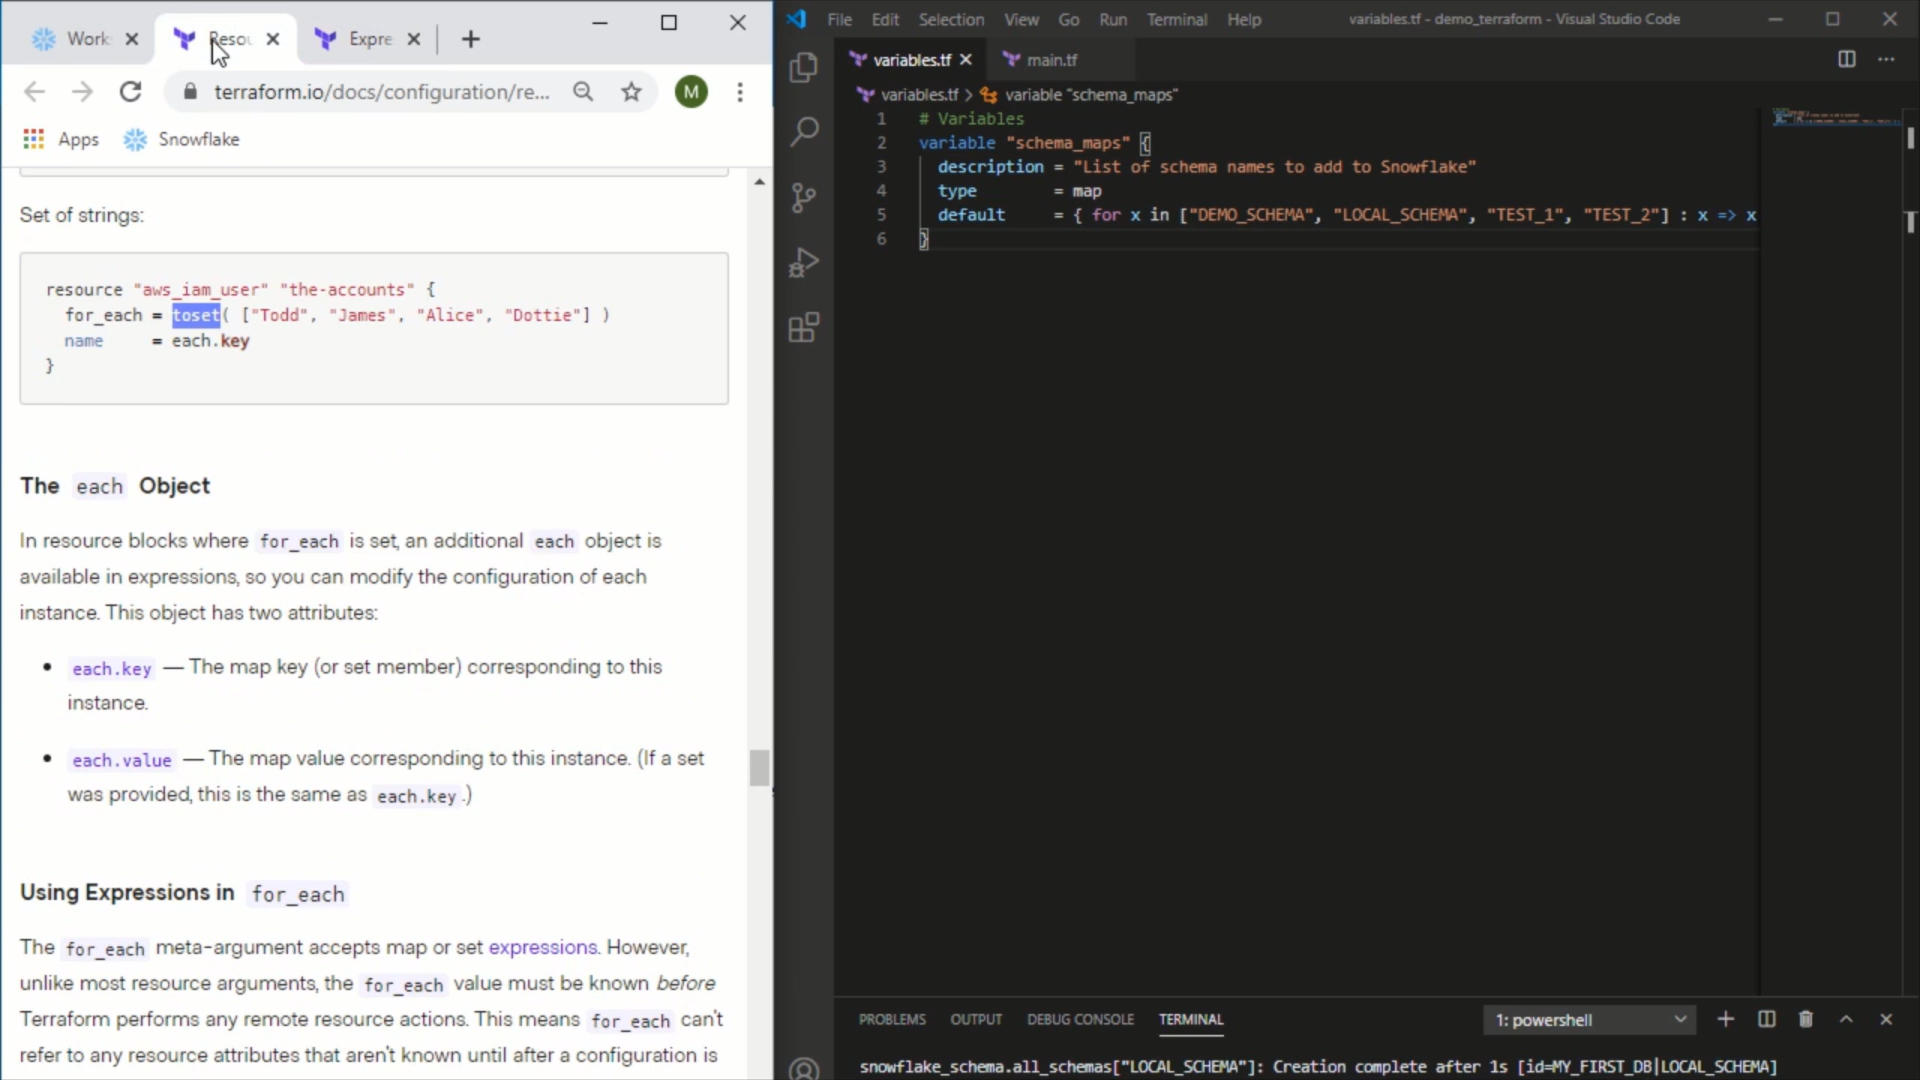 Work
Resou
Expre
terraform.io/docs/configuration/re...
M
Apps
Snowflake
Set of strings:
resource "aws_iam_user" "the-accounts" {
for_each = toset( ["Todd", "James", "Alice", "Dottie"] )
name = each.key
}
The each Object
In resource blocks where for_each is set, an additional each object is
available in expressions, so you can modify the configuration of each
instance. This object has two attributes:
• each.key — The map key (or set member) corresponding to this
instance.
• each.value — The map value corresponding to this instance. (If a set
was provided, this is the same as each.key .)
Using Expressions in for_each
The for_each meta-argument accepts map or set expressions. However,
unlike most resource arguments, the for_each value must be known before
Terraform performs any remote resource actions. This means for_each can't
refer to any resource attributes that aren't known until after a configuration is
File Edit Selection View Go Run Terminal Help
variables.tf - demo_terraform - Visual Studio Code
variables.tf
main.tf
variables.tf > variable "schema_maps"
1 # Variables
2 variable "schema_maps" {
3 description = "List of schema names to add to Snowflake"
4 type = map
5 default = { for x in ["DEMO_SCHEMA", "LOCAL_SCHEMA", "TEST_1", "TEST_2"] : x => x
6 }
PROBLEMS OUTPUT DEBUG CONSOLE TERMINAL
1: powershell
snowflake_schema.all_schemas["LOCAL_SCHEMA"]: Creation complete after 1s [id=MY_FIRST_DB|LOCAL_SCHEMA]